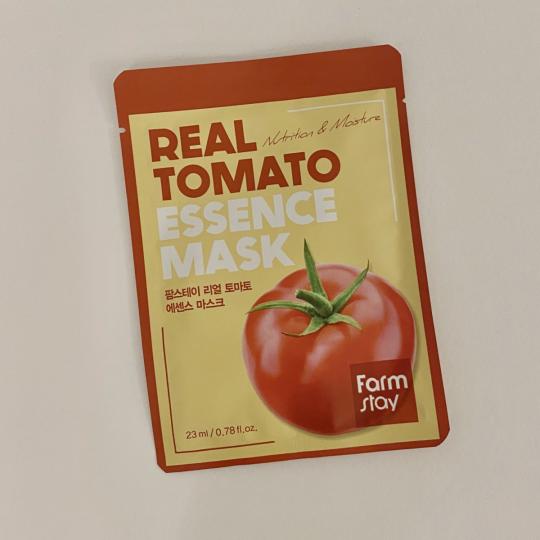 REAL
Nutrition & Moisture
TOMATO
ESSENCE
MASK
팜스테이 리얼 토마토
에센스 마스크
Farm
stay
23 ml / 0.78 fl.oz.